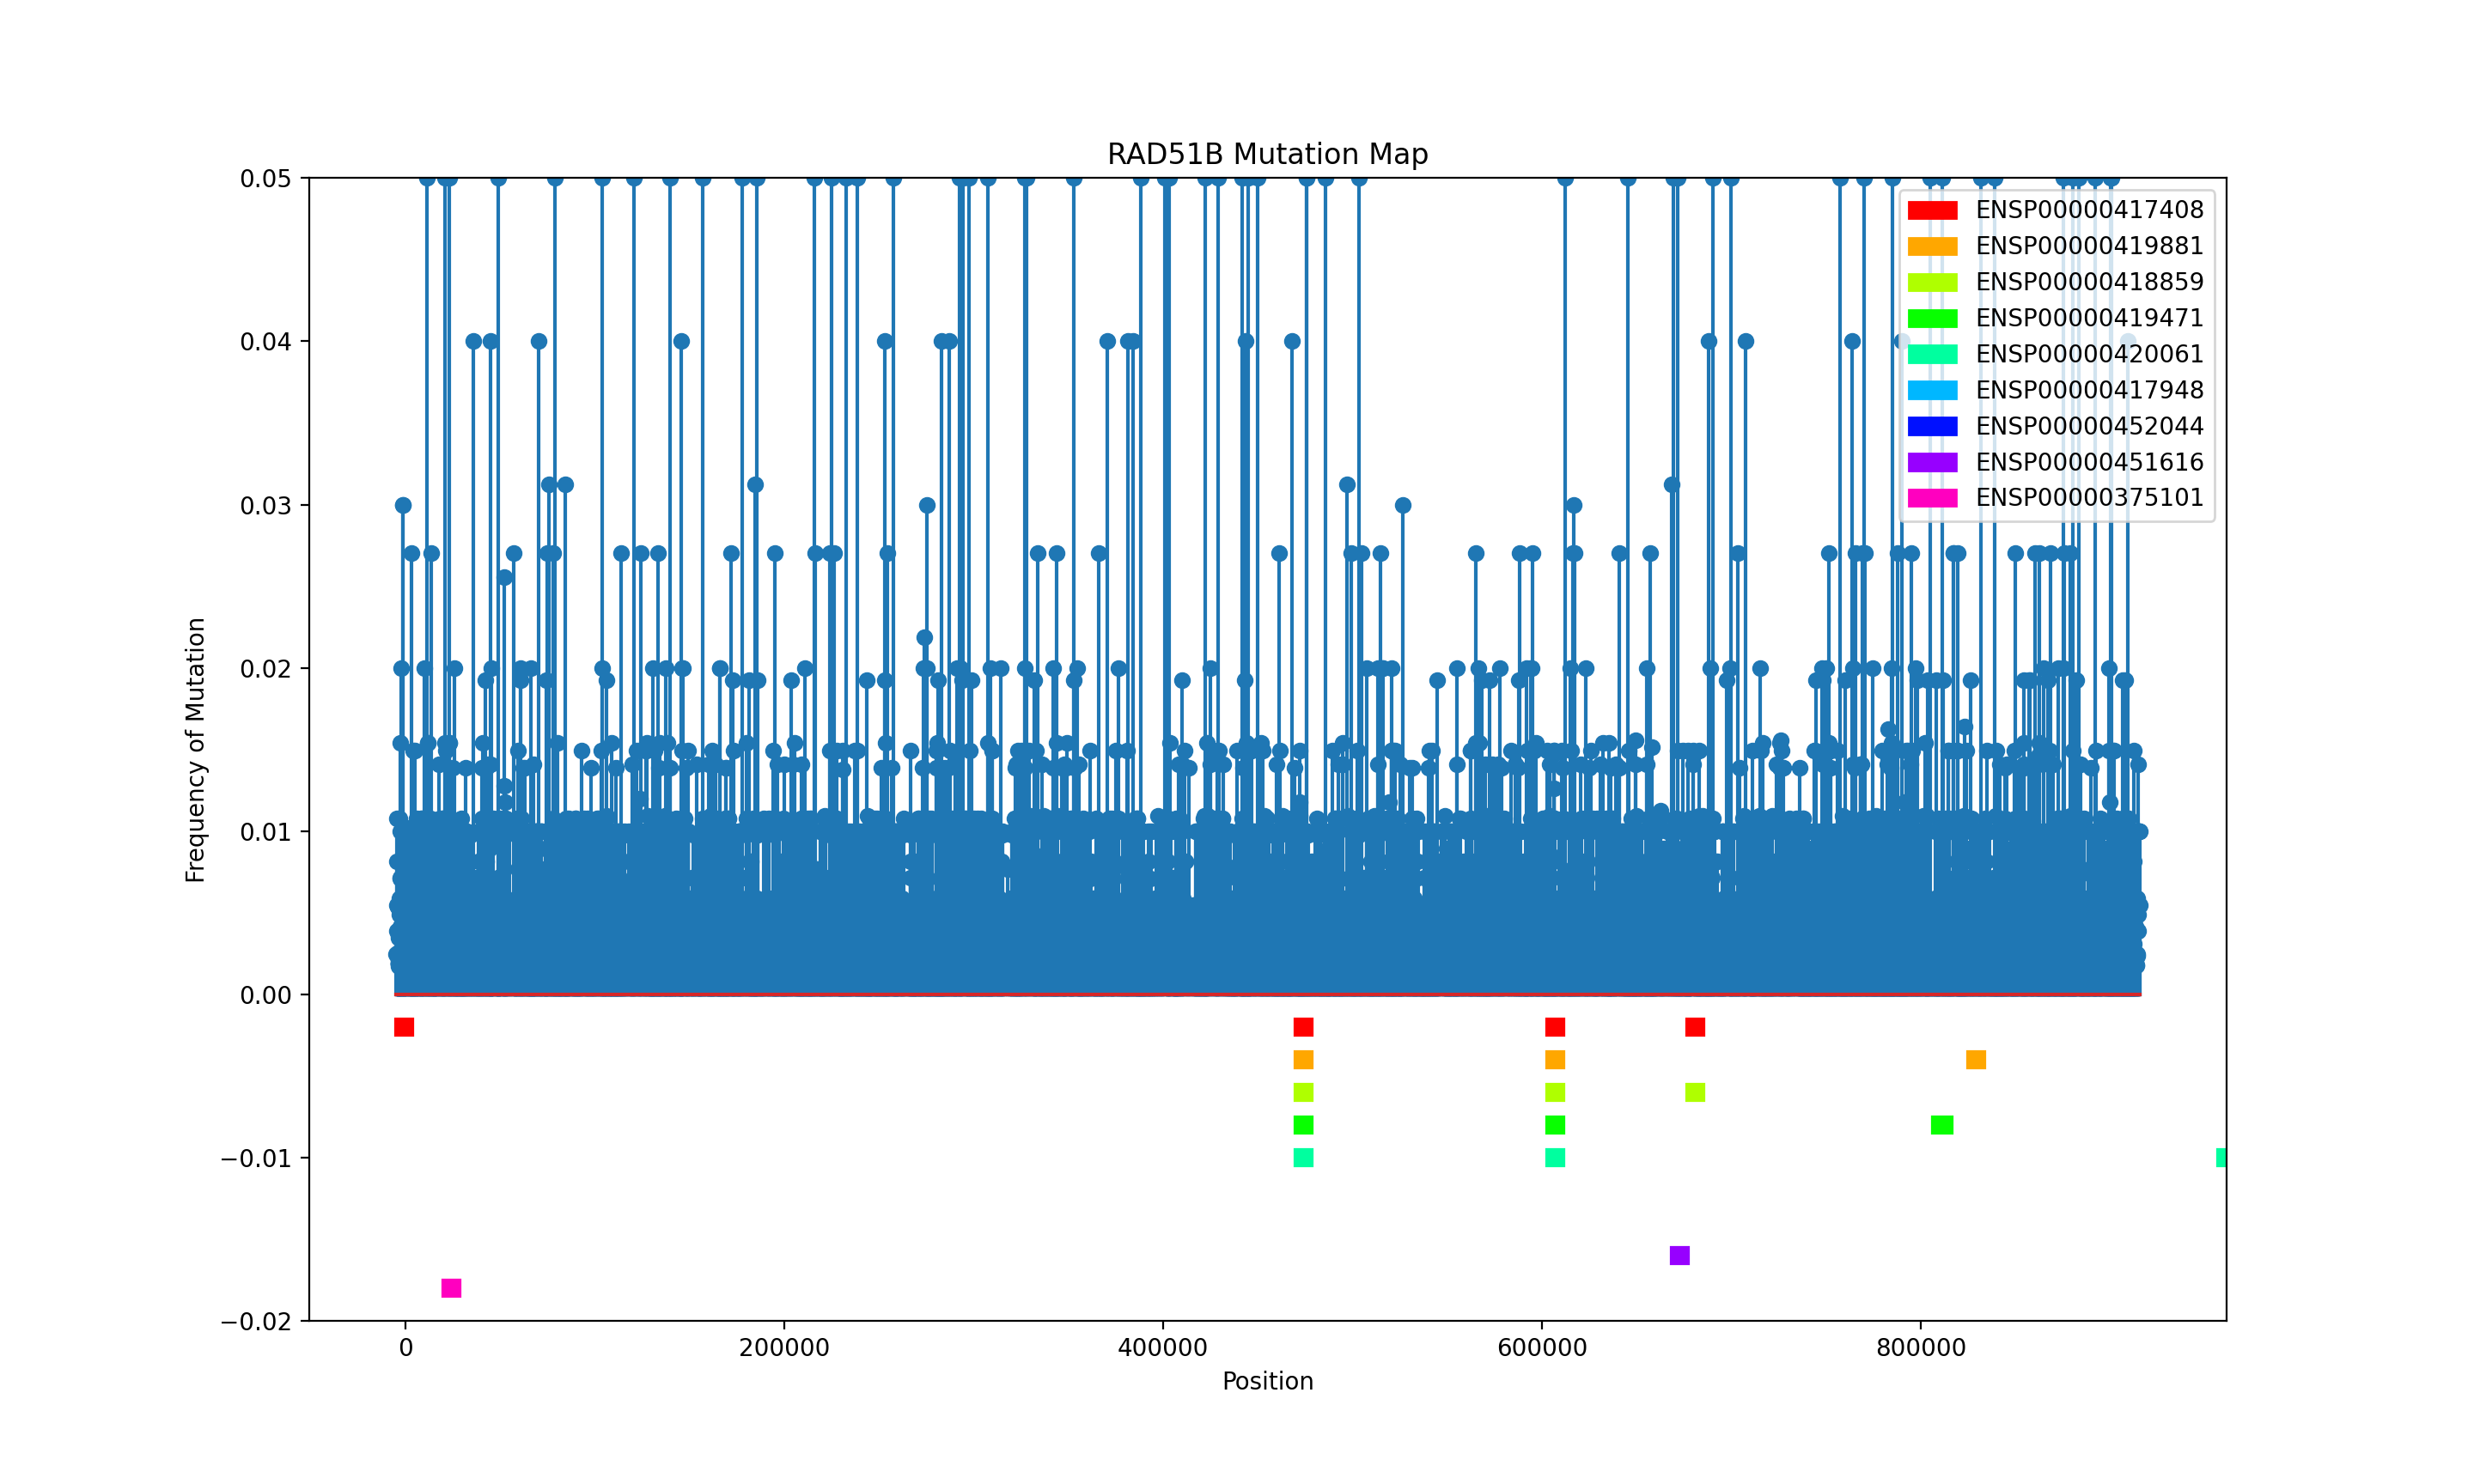 RAD51B Mutation Map
0.05
0.04
0.03
0.02
0.01
0.00
−0.01
−0.02
Frequency of Mutation
ENSP00000417408
ENSP00000419881
ENSP00000418859
ENSP00000419471
ENSP00000420061
ENSP00000417948
ENSP00000452044
ENSP00000451616
ENSP00000375101
0 200000 400000 600000 800000
Position